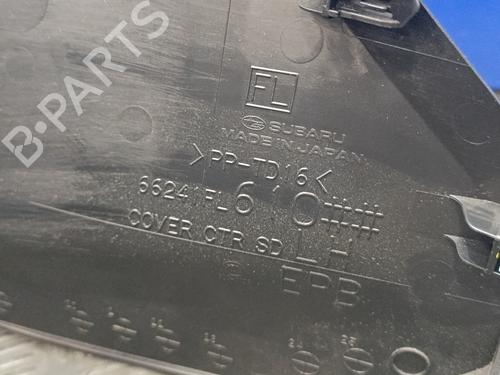 B-PARTS
FL
SUBARU
MADE IN JAPAN
>PP-TD16<
66241FL610##
COVER CTR SD LH
EPB